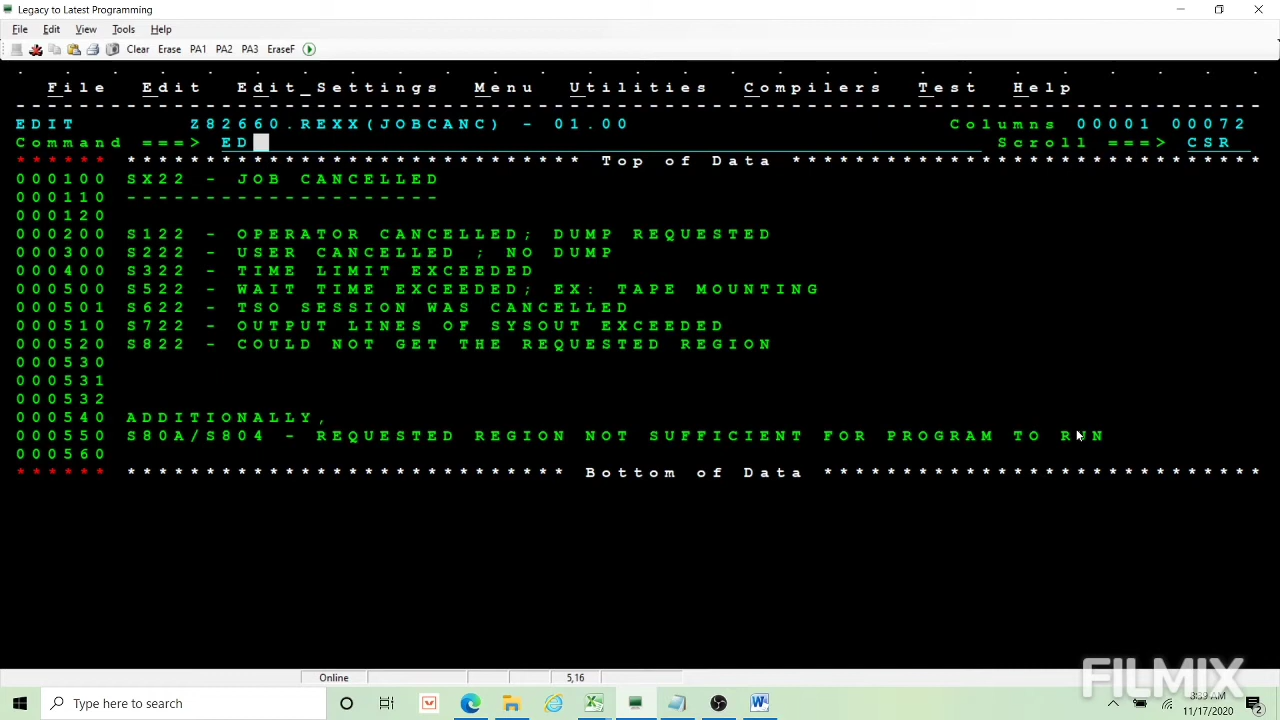 Legacy to Latest Programming
File Edit View Tools Help
Clear Erase PA1 PA2 PA3 EraseF
File Edit Edit_Settings Menu Utilities Compilers Test Help
EDIT Z82660.REXX(JOBCANC) - 01.00 Columns 00001 00072
Command ===> ED Scroll ===> CSR
****** ***************************** Top of Data ******************************
000100 SX22 - JOB CANCELLED
000110 --------------------
000120
000200 S122 - OPERATOR CANCELLED; DUMP REQUESTED
000300 S222 - USER CANCELLED ; NO DUMP
000400 S322 - TIME LIMIT EXCEEDED
000500 S522 - WAIT TIME EXCEEDED; EX: TAPE MOUNTING
000501 S622 - TSO SESSION WAS CANCELLED
000510 S722 - OUTPUT LINES OF SYSOUT EXCEEDED
000520 S822 - COULD NOT GET THE REQUESTED REGION
000530
000531
000532
000540 ADDITIONALLY,
000550 S80A/S804 - REQUESTED REGION NOT SUFFICIENT FOR PROGRAM TO RUN
000560
****** **************************** Bottom of Data ****************************
Online 5,16
FILMIX
Type here to search
3:39 AM
11/17/2020
2